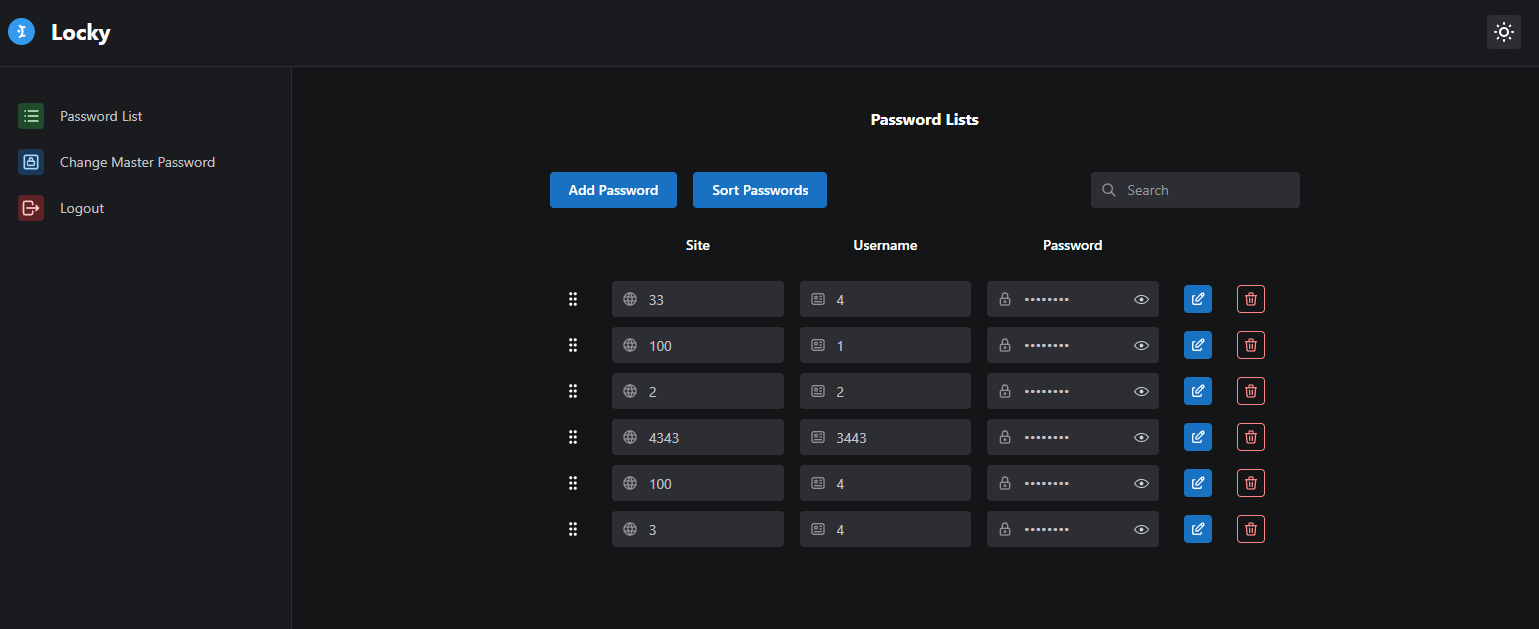 Locky
Password List
Change Master Password
Logout
Password Lists
Add Password Sort Passwords Search
Site Username Password
33 4 ••••••••
100 1 ••••••••
2 2 ••••••••
4343 3443 ••••••••
100 4 ••••••••
3 4 ••••••••